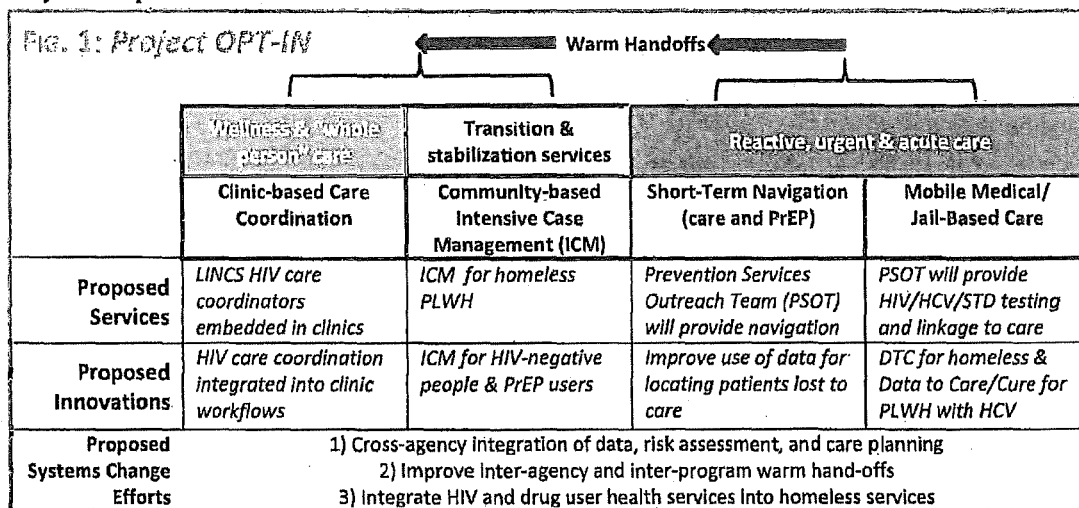 FIG. 1: Project OPT-IN
Warm Handoffs
Wellness & "whole person" care
Transition & stabilization services
Reactive, urgent & acute care
Clinic-based Care Coordination
Community-based Intensive Case Management (ICM)
Short-Term Navigation (care and PrEP)
Mobile Medical/ Jail-Based Care
Proposed Services
LINCS HIV care coordinators embedded in clinics
ICM for homeless PLWH
Prevention Services Outreach Team (PSOT) will provide navigation
PSOT will provide HIV/HCV/STD testing and linkage to care
Proposed Innovations
HIV care coordination integrated into clinic workflows
ICM for HIV-negative people & PrEP users
Improve use of data for locating patients lost to care
DTC for homeless & Data to Care/Cure for PLWH with HCV
Proposed Systems Change Efforts
1) Cross-agency integration of data, risk assessment, and care planning
2) Improve inter-agency and inter-program warm hand-offs
3) Integrate HIV and drug user health services into homeless services